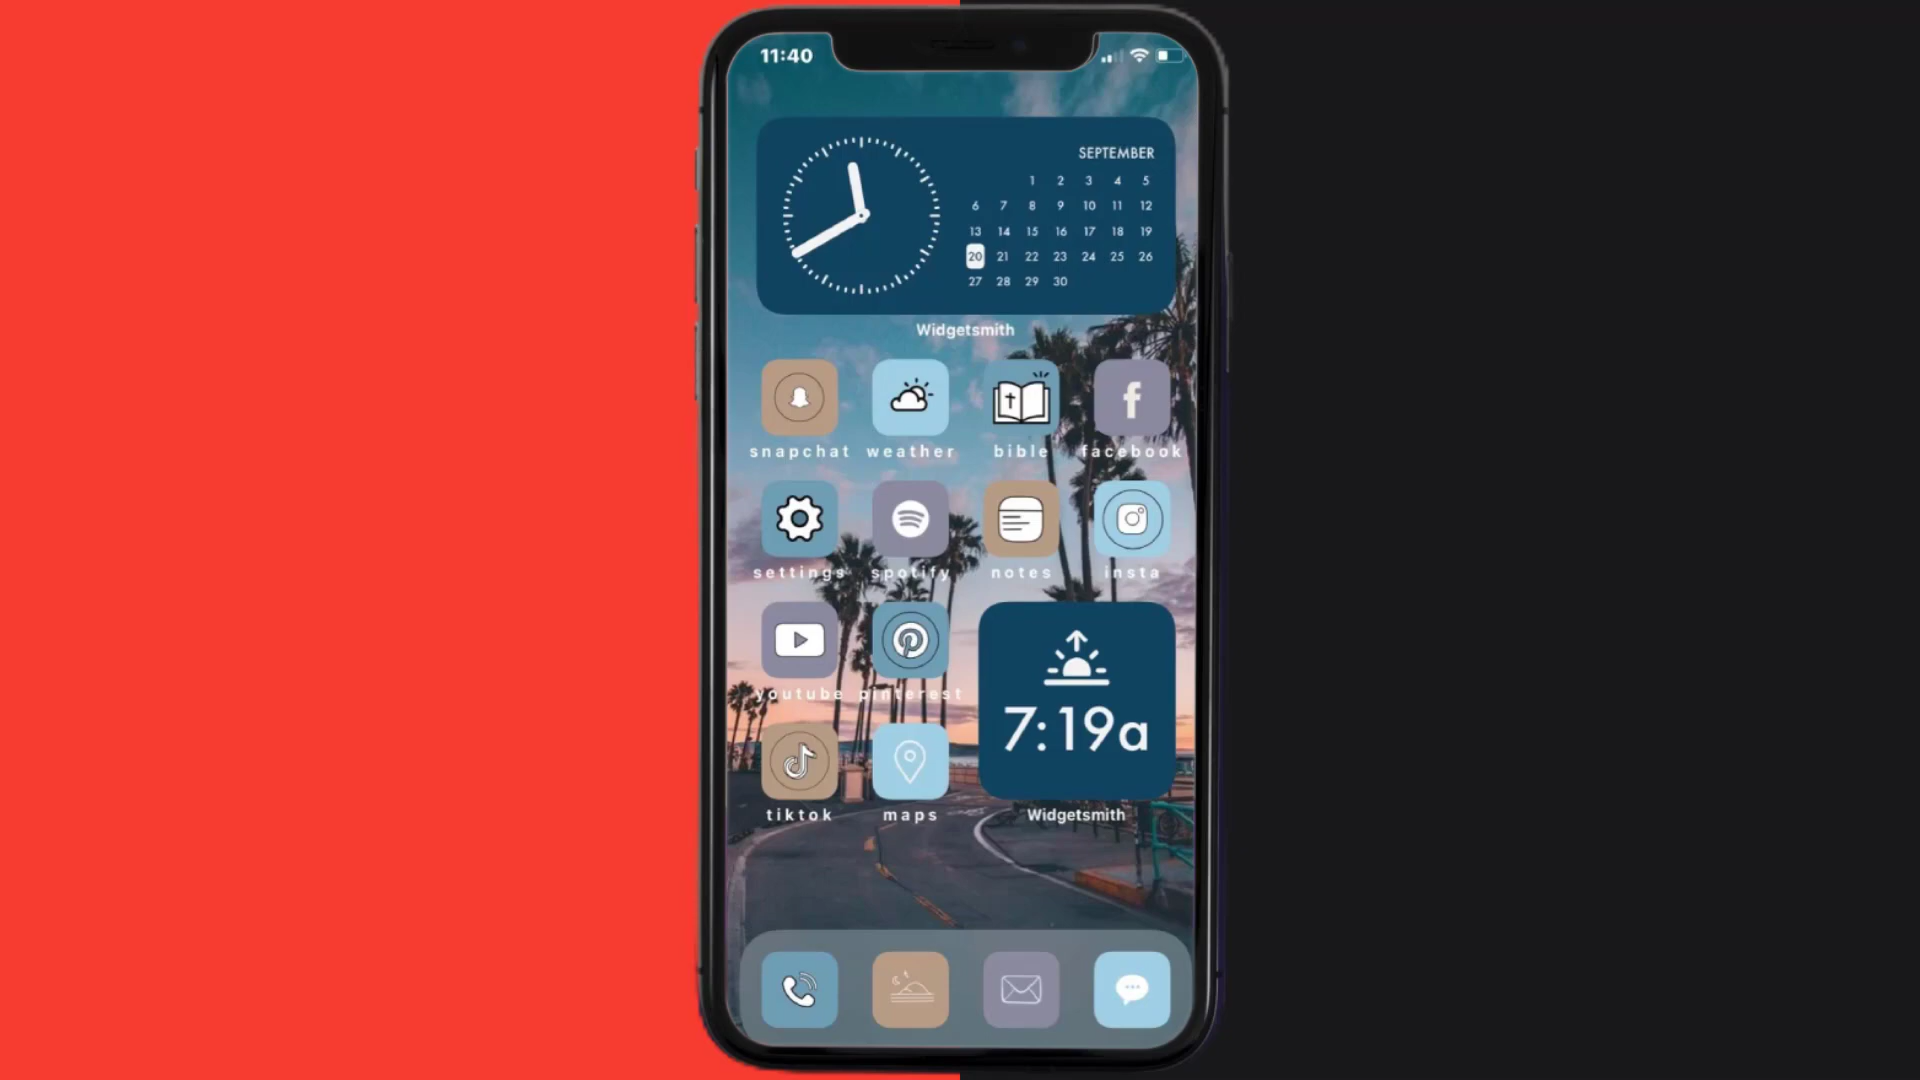 11:40
SEPTEMBER
1 2 3 4 5
6 7 8 9 10 11 12
13 14 15 16 17 18 19
20 21 22 23 24 25 26
27 28 29 30
Widgetsmith
snapchat weather bible facebook
settings spotify notes insta
youtube pinterest
7:19a
tiktok maps Widgetsmith